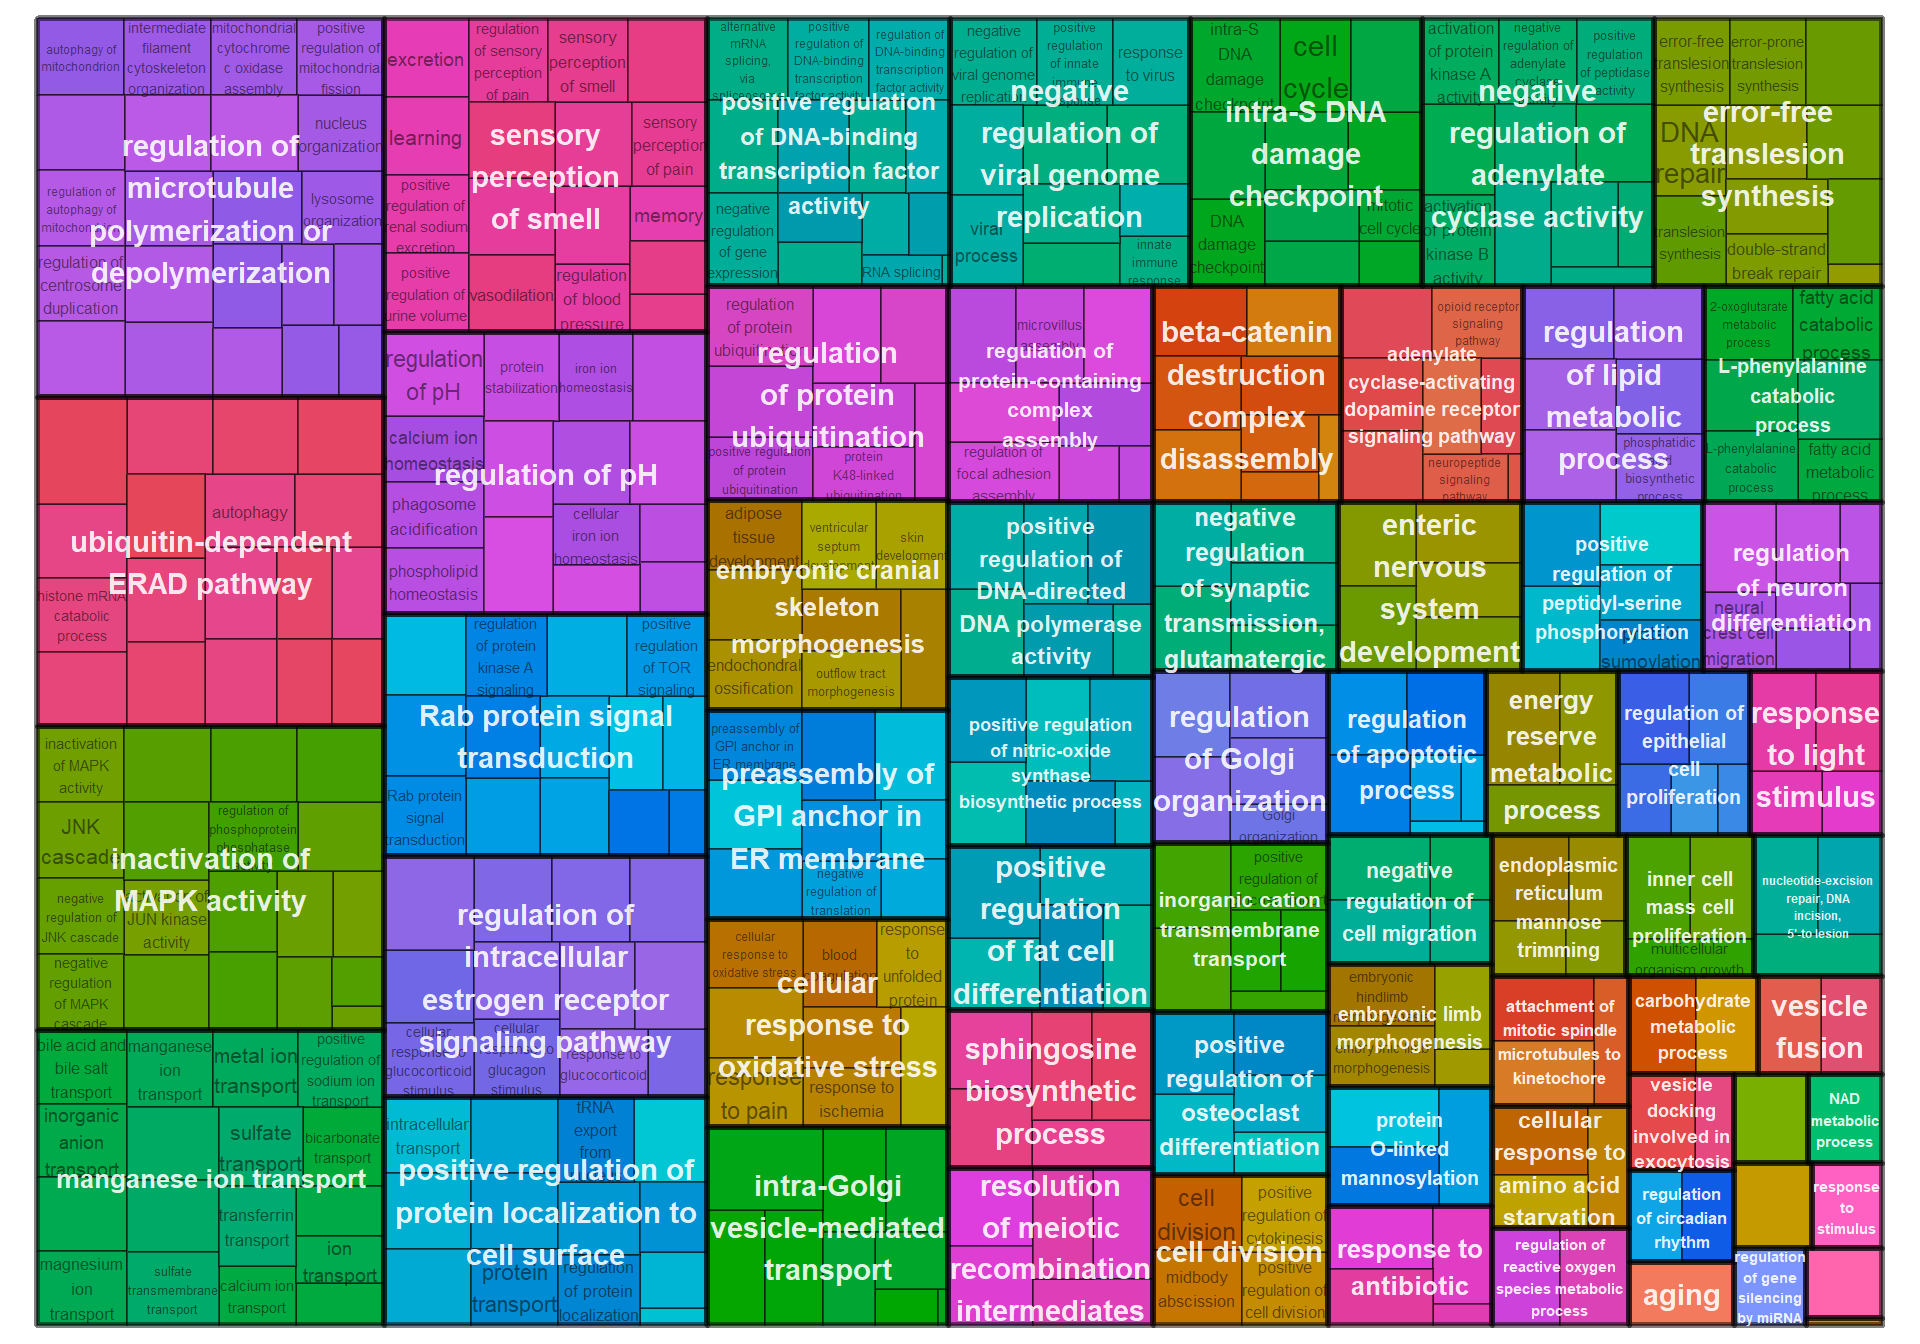 autophagy of
mitochondrion
intermediate
filament
cytoskeleton
organization
mitochondrial
cytochrome
c oxidase
assembly
positive
regulation of
mitochondrial
fission
nucleus
organization
regulation of
autophagy of
mitochondrion
lysosome
organization
regulation of
centrosome
duplication
regulation of
microtubule
polymerization or
depolymerization
autophagy
histone mRNA
catabolic
process
ubiquitin-dependent
ERAD pathway
inactivation
of MAPK
activity
JNK
cascade
regulation of
phosphoprotein
phosphatase
negative
regulation of
JNK cascade
JUN kinase
activity
negative
regulation
of MAPK
cascade
inactivation of
MAPK activity
bile acid and
bile salt
transport
manganese
ion
transport
metal ion
transport
positive
regulation of
sodium ion
transport
inorganic
anion
transport
sulfate
transport
bicarbonate
transport
transferrin
transport
ion
transport
magnesium
ion
transport
sulfate
transmembrane
transport
calcium ion
transport
manganese ion transport
excretion
regulation
of sensory
perception
of pain
sensory
perception
of smell
learning
sensory
perception
of pain
positive
regulation of
renal sodium
excretion
memory
positive
regulation of
urine volume
vasodilation
regulation
of blood
pressure
sensory
perception
of smell
regulation
of pH
protein
stabilization
iron ion
homeostasis
calcium ion
homeostasis
phagosome
acidification
cellular
iron ion
homeostasis
phospholipid
homeostasis
regulation of pH
regulation
of protein
kinase A
signaling
positive
regulation
of TOR
signaling
Rab protein
signal
transduction
Rab protein signal
transduction
cellular
response to
glucocorticoid
stimulus
cellular
response to
glucagon
stimulus
response to
glucocorticoid
regulation of
intracellular
estrogen receptor
signaling pathway
intracellular
transport
tRNA
export
from
protein
transport
regulation
of protein
localization
positive regulation of
protein localization to
cell surface
alternative
mRNA
splicing,
via
spliceosome
positive
regulation of
DNA-binding
transcription
factor activity
regulation of
DNA-binding
transcription
factor activity
negative
regulation
of gene
expression
RNA splicing
positive regulation
of DNA-binding
transcription factor
activity
regulation
of protein
ubiquitination
positive regulation
of protein
ubiquitination
protein
K48-linked
ubiquitination
regulation
of protein
ubiquitination
adipose
tissue
development
ventricular
septum
development
skin
development
endochondral
ossification
outflow tract
morphogenesis
embryonic cranial
skeleton
morphogenesis
preassembly of
GPI anchor in
ER membrane
negative
regulation of
translation
preassembly of
GPI anchor in
ER membrane
cellular
response to
oxidative stress
blood
coagulation
response
to
unfolded
protein
response
to pain
response to
ischemia
cellular
response to
oxidative stress
intra-Golgi
vesicle-mediated
transport
negative
regulation of
viral genome
replication
positive
regulation
of innate
immune
response
response
to virus
viral
process
innate
immune
response
negative
regulation of
viral genome
replication
intra-S
DNA
damage
checkpoint
cell
cycle
DNA
damage
checkpoint
mitotic
cell cycle
intra-S DNA
damage
checkpoint
activation
of protein
kinase A
activity
negative
regulation of
adenylate
cyclase
positive
regulation
of peptidase
activity
activation
of protein
kinase B
activity
negative
regulation of
adenylate
cyclase activity
error-free
translesion
synthesis
error-prone
translesion
synthesis
DNA
repair
translesion
synthesis
double-strand
break repair
error-free
translesion
synthesis
microvillus
assembly
regulation of
focal adhesion
assembly
regulation of
protein-containing
complex
assembly
beta-catenin
destruction
complex
disassembly
opioid receptor
signaling
pathway
neuropeptide
signaling
pathway
adenylate
cyclase-activating
dopamine receptor
signaling pathway
phosphatidic
acid
biosynthetic
process
regulation
of lipid
metabolic
process
2-oxoglutarate
metabolic
process
fatty acid
catabolic
process
L-phenylalanine
catabolic
process
fatty acid
metabolic
process
L-phenylalanine
catabolic
process
positive
regulation of
DNA-directed
DNA polymerase
activity
negative
regulation
of synaptic
transmission,
glutamatergic
enteric
nervous
system
development
sumoylation
positive
regulation of
peptidyl-serine
phosphorylation
neural
crest cell
migration
regulation
of neuron
differentiation
positive regulation
of nitric-oxide
synthase
biosynthetic process
Golgi
organization
regulation
of Golgi
organization
regulation
of apoptotic
process
energy
reserve
metabolic
process
regulation of
epithelial
cell
proliferation
response
to light
stimulus
positive
regulation
of fat cell
differentiation
positive
regulation of
inorganic cation
transmembrane
transport
negative
regulation of
cell migration
endoplasmic
reticulum
mannose
trimming
multicellular
organism growth
inner cell
mass cell
proliferation
nucleotide-excision
repair, DNA
incision,
5'-to lesion
embryonic
hindlimb
morphogenesis
embryonic limb
morphogenesis
embryonic limb
morphogenesis
attachment of
mitotic spindle
microtubules to
kinetochore
carbohydrate
metabolic
process
vesicle
fusion
sphingosine
biosynthetic
process
positive
regulation of
osteoclast
differentiation
protein
O-linked
mannosylation
cellular
response to
amino acid
starvation
vesicle
docking
involved in
exocytosis
NAD
metabolic
process
resolution
of meiotic
recombination
intermediates
cell
division
positive
regulation of
cytokinesis
midbody
abscission
positive
regulation of
cell division
cell division
response to
antibiotic
regulation of
reactive oxygen
species metabolic
process
regulation
of circadian
rhythm
response
to
stimulus
aging
regulation
of gene
silencing
by miRNA